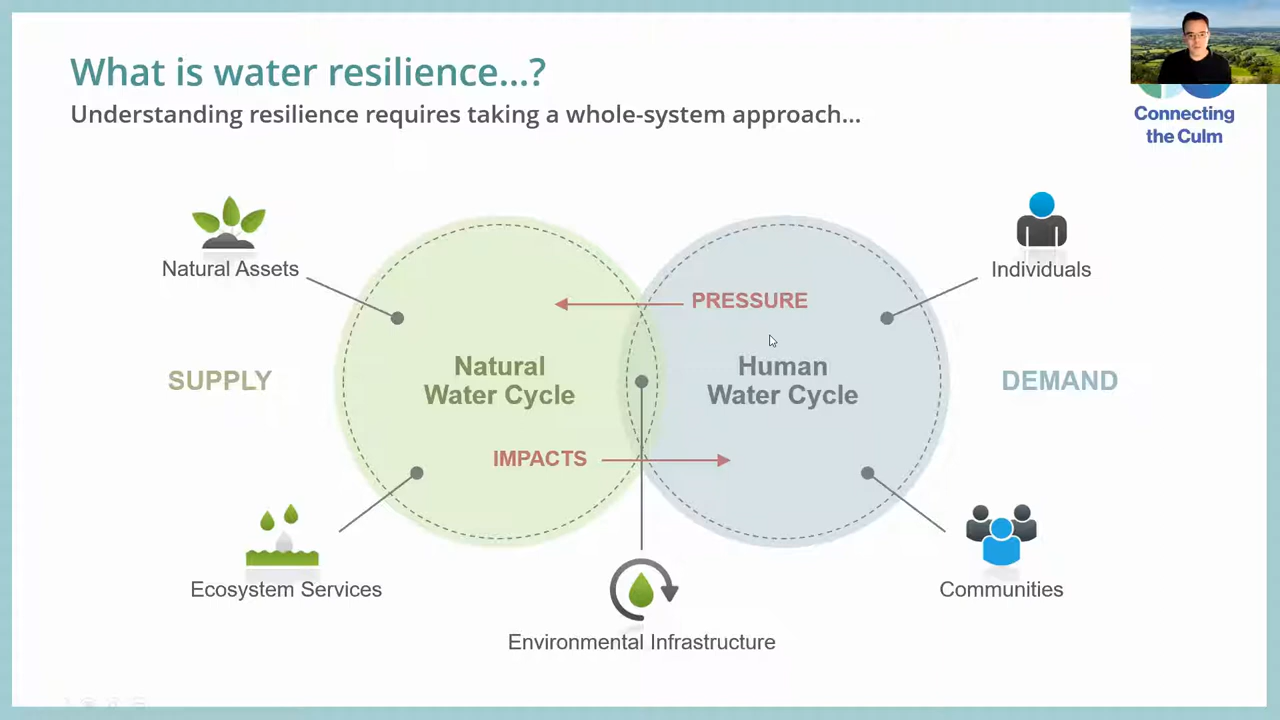 What is water resilience...?
Understanding resilience requires taking a whole-system approach...
Connecting
the Culm
Natural Assets
Individuals
PRESSURE
SUPPLY
Natural
Water Cycle
Human
Water Cycle
DEMAND
IMPACTS
Ecosystem Services
Communities
Environmental Infrastructure